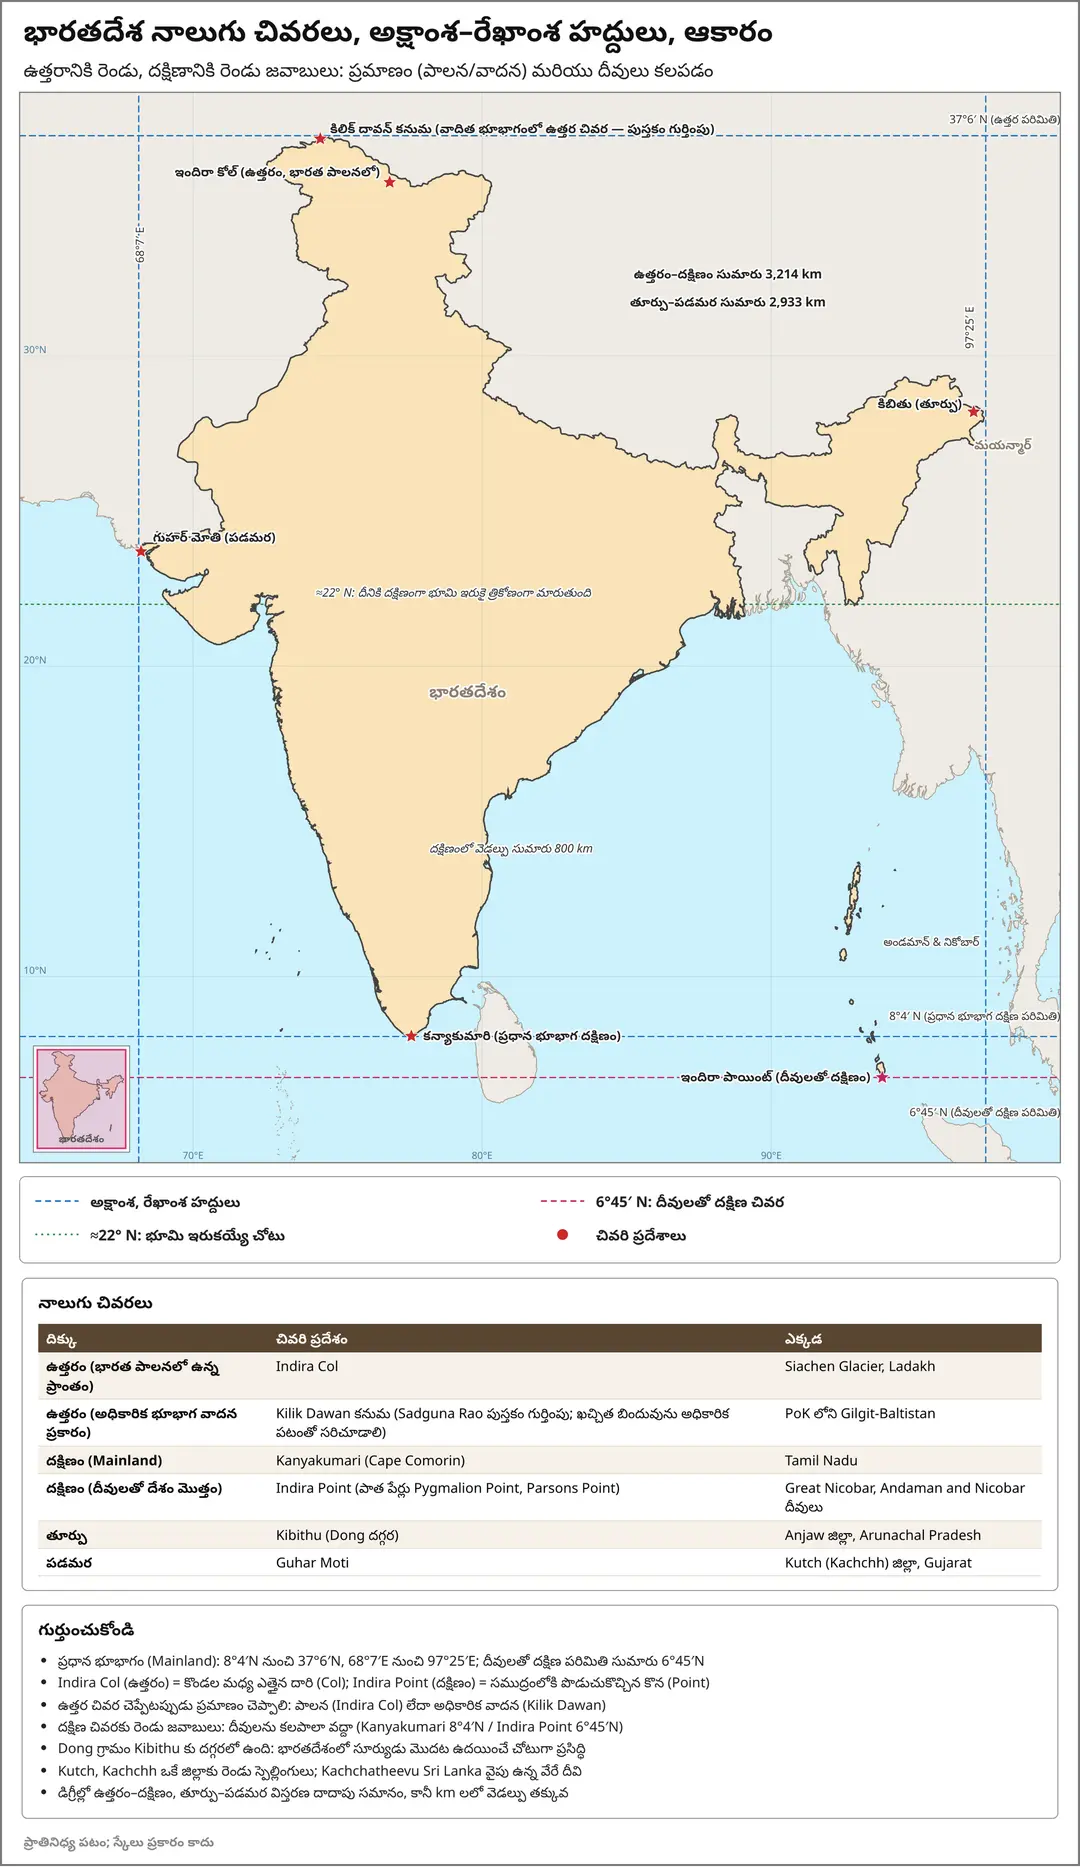 భారతదేశ నాలుగు చివరలు, అక్షాంశ–రేఖాంశ హద్దులు, ఆకారం
ఉత్తరానికి రెండు, దక్షిణానికి రెండు జవాబులు: ప్రమాణం (పాలన/వాదన) మరియు దీవులు కలపడం
37°6′ N (ఉత్తర పరిమితి)
కిలిక్ దావన్ కనుమ (వాదిత భూభాగంలో ఉత్తర చివర — పుస్తకం గుర్తింపు)
ఇందిరా కోల్ (ఉత్తరం, భారత పాలనలో)
68°7′ E
ఉత్తరం–దక్షిణం సుమారు 3,214 km
తూర్పు–పడమర సుమారు 2,933 km
97°25′ E
30°N
కిబితు (తూర్పు)
మయన్మార్
గుహర్ మోతి (పడమర)
≈22° N: దీనికి దక్షిణంగా భూమి ఇరుకై త్రికోణంగా మారుతుంది
20°N
భారతదేశం
దక్షిణంలో వెడల్పు సుమారు 800 km
అండమాన్ & నికోబార్
10°N
8°4′ N (ప్రధాన భూభాగ దక్షిణ పరిమితి)
కన్యాకుమారి (ప్రధాన భూభాగ దక్షిణం)
ఇందిరా పాయింట్ (దీవులతో దక్షిణం)
6°45′ N (దీవులతో దక్షిణ పరిమితి)
భారతదేశం
70°E
80°E
90°E
అక్షాంశ, రేఖాంశ హద్దులు
6°45′ N: దీవులతో దక్షిణ చివర
≈22° N: భూమి ఇరుకయ్యే చోటు
చివరి ప్రదేశాలు
నాలుగు చివరలు
దిక్కు చివరి ప్రదేశం ఎక్కడ
ఉత్తరం (భారత పాలనలో ఉన్న ప్రాంతం) Indira Col Siachen Glacier, Ladakh
ఉత్తరం (అధికారిక భూభాగ వాదన ప్రకారం) Kilik Dawan కనుమ (Sadguna Rao పుస్తకం గుర్తింపు; ఖచ్చిత బిందువును అధికారిక పటంతో సరిచూడాలి) PoK లోని Gilgit-Baltistan
దక్షిణం (Mainland) Kanyakumari (Cape Comorin) Tamil Nadu
దక్షిణం (దీవులతో దేశం మొత్తం) Indira Point (పాత పేర్లు Pygmalion Point, Parsons Point) Great Nicobar, Andaman and Nicobar దీవులు
తూర్పు Kibithu (Dong దగ్గర) Anjaw జిల్లా, Arunachal Pradesh
పడమర Guhar Moti Kutch (Kachchh) జిల్లా, Gujarat
గుర్తుంచుకోండి
• ప్రధాన భూభాగం (Mainland): 8°4′N నుంచి 37°6′N, 68°7′E నుంచి 97°25′E; దీవులతో దక్షిణ పరిమితి సుమారు 6°45′N
• Indira Col (ఉత్తరం) = కొండల మధ్య ఎత్తైన దారి (Col); Indira Point (దక్షిణం) = సముద్రంలోకి పొడుచుకొచ్చిన కొన (Point)
• ఉత్తర చివర చెప్పేటప్పుడు ప్రమాణం చెప్పాలి: పాలన (Indira Col) లేదా అధికారిక వాదన (Kilik Dawan)
• దక్షిణ చివరకు రెండు జవాబులు: దీవులను కలపాలా వద్దా (Kanyakumari 8°4′N / Indira Point 6°45′N)
• Dong గ్రామం Kibithu కు దగ్గరలో ఉంది: భారతదేశంలో సూర్యుడు మొదట ఉదయించే చోటుగా ప్రసిద్ధి
• Kutch, Kachchh ఒకే జిల్లాకు రెండు స్పెల్లింగులు; Kachchatheevu Sri Lanka వైపు ఉన్న వేరే దీవి
• డిగ్రీల్లో ఉత్తరం–దక్షిణం, తూర్పు–పడమర విస్తరణ దాదాపు సమానం, కానీ km లలో వెడల్పు తక్కువ
ప్రాతినిధ్య పటం; స్కేలు ప్రకారం కాదు